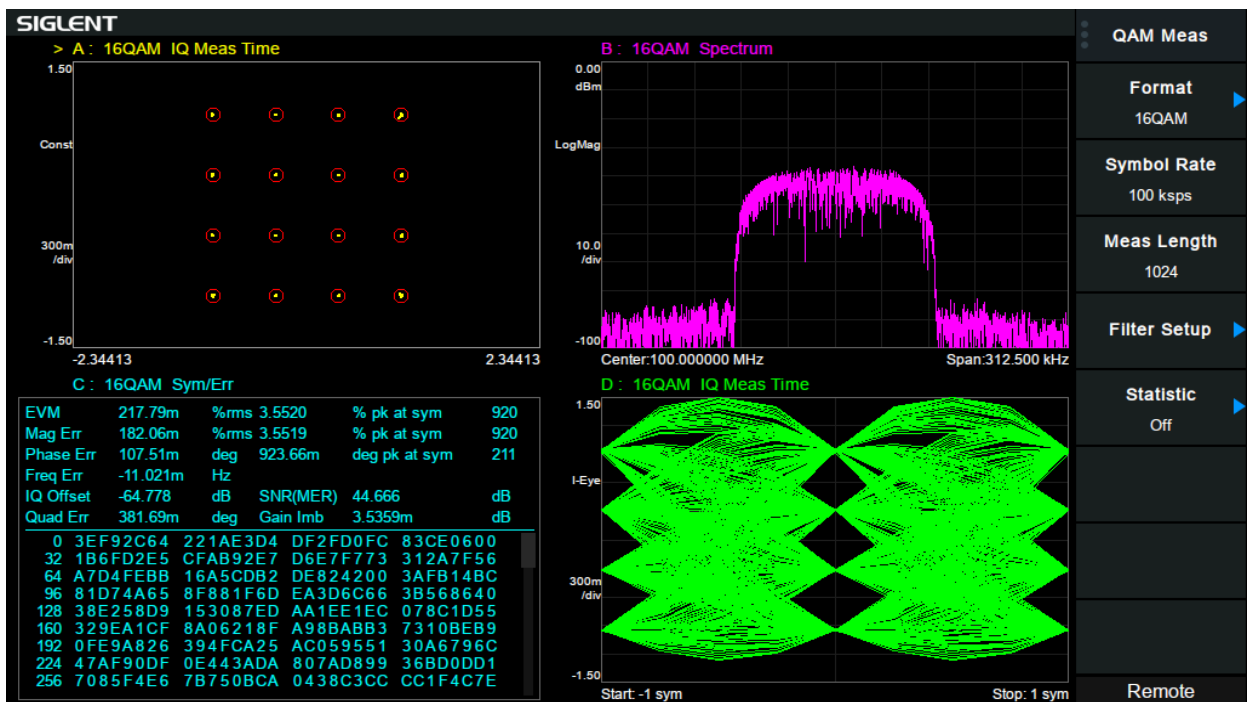 SIGLENT
> A : 16QAM IQ Meas Time
1.50
Const
300m
/div
-1.50
-2.34413 2.34413
B : 16QAM Spectrum
0.00
dBm
LogMag
10.0
/div
-100
Center:100.000000 MHz Span:312.500 kHz
C : 16QAM Sym/Err
EVM 217.79m %rms 3.5520 % pk at sym 920
Mag Err 182.06m %rms 3.5519 % pk at sym 920
Phase Err 107.51m deg 923.66m deg pk at sym 211
Freq Err -11.021m Hz
IQ Offset -64.778 dB SNR(MER) 44.666 dB
Quad Err 381.69m deg Gain Imb 3.5359m dB
0 3EF92C64 221AE3D4 DF2FD0FC 83CE0600
32 1B6FD2E5 CFAB92E7 D6E7F773 312A7F56
64 A7D4FEBB 16A5CDB2 DE824200 3AFB14BC
96 81D74A65 8F881F6D EA3D6C66 3B568640
128 38E258D9 153087ED AA1EE1EC 078C1D55
160 329EA1CF 8A06218F A98BABB3 7310BEB9
192 0FE9A826 394FCA25 AC059551 30A6796C
224 47AF90DF 0E443ADA 807AD899 36BD0DD1
256 7085F4E6 7B750BCA 0438C3CC CC1F4C7E
D : 16QAM IQ Meas Time
1.50
I-Eye
300m
/div
-1.50
Start: -1 sym Stop: 1 sym
QAM Meas
Format
16QAM
Symbol Rate
100 ksps
Meas Length
1024
Filter Setup
Statistic
Off
Remote